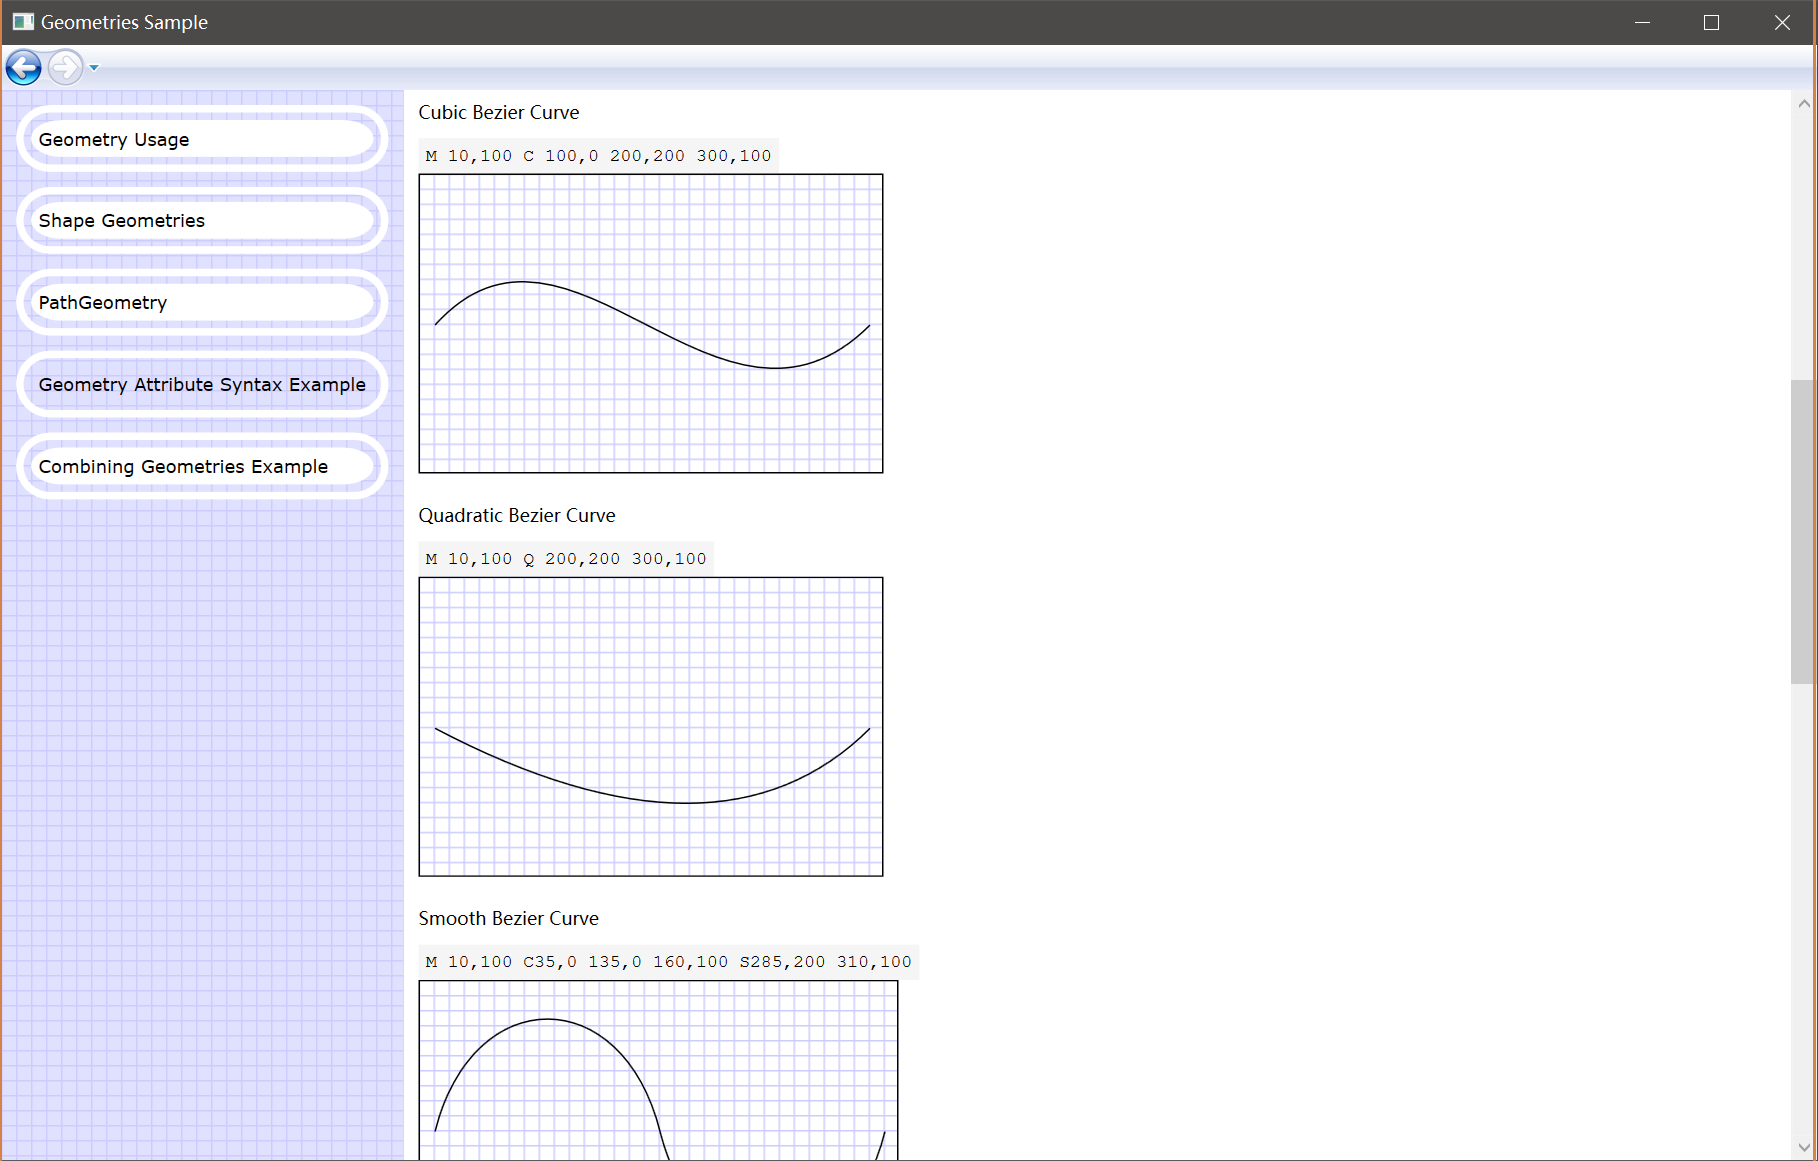 Geometries Sample
Geometry Usage
Shape Geometries
PathGeometry
Geometry Attribute Syntax Example
Combining Geometries Example
Cubic Bezier Curve
M 10,100 C 100,0 200,200 300,100
Quadratic Bezier Curve
M 10,100 Q 200,200 300,100
Smooth Bezier Curve
M 10,100 C35,0 135,0 160,100 S285,200 310,100